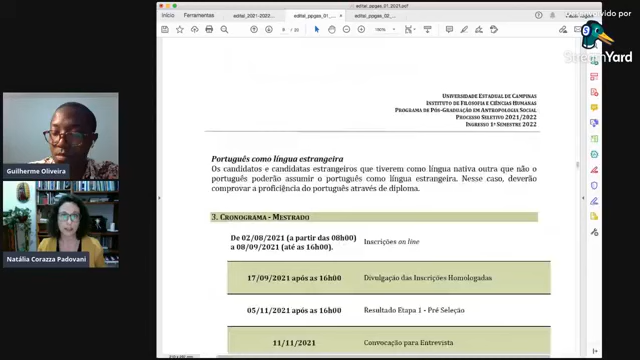 edital_ppgas_01_2021.pdf
Início
Ferramentas
edital_2021-2022...
edital_ppgas_01_...
edital_ppgas_02_...
StreamYard
UNIVERSIDADE ESTADUAL DE CAMPINAS
INSTITUTO DE FILOSOFIA E CIÊNCIAS HUMANAS
PROGRAMA DE PÓS-GRADUAÇÃO EM ANTROPOLOGIA SOCIAL
PROCESSO SELETIVO 2021/2022
INGRESSO 1º SEMESTRE 2022
Português como língua estrangeira
Os candidatos e candidatas estrangeiros que tiverem como língua nativa outra que não o
português poderão assumir o português como língua estrangeira. Nesse caso, deverão
comprovar a proficiência do português através de diploma.
3. CRONOGRAMA - MESTRADO
De 02/08/2021 (a partir das 08h00)
a 08/09/2021 (até as 16h00).
Inscrições on line
17/09/2021 após as 16h00
Divulgação das Inscrições Homologadas
05/11/2021 após as 16h00
Resultado Etapa 1 - Pré Seleção
11/11/2021
Convocação para Entrevista
Guilherme Oliveira
Natália Corazza Padovani